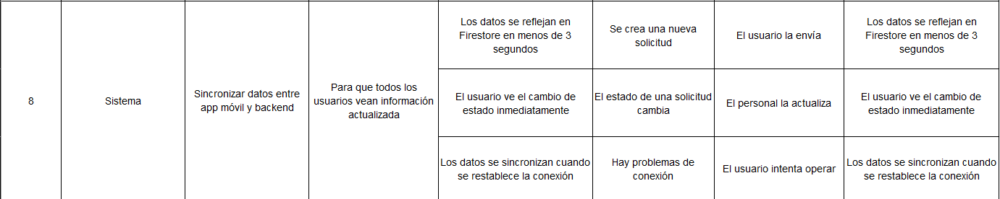 8
Sistema
Sincronizar datos entre
app móvil y backend
Para que todos los
usuarios vean información
actualizada
Los datos se reflejan en
Firestore en menos de 3
segundos
Se crea una nueva
solicitud
El usuario la envía
Los datos se reflejan en
Firestore en menos de 3
segundos
El usuario ve el cambio de
estado inmediatamente
El estado de una solicitud
cambia
El personal la actualiza
El usuario ve el cambio de
estado inmediatamente
Los datos se sincronizan cuando
se restablece la conexión
Hay problemas de
conexión
El usuario intenta operar
Los datos se sincronizan cuando
se restablece la conexión